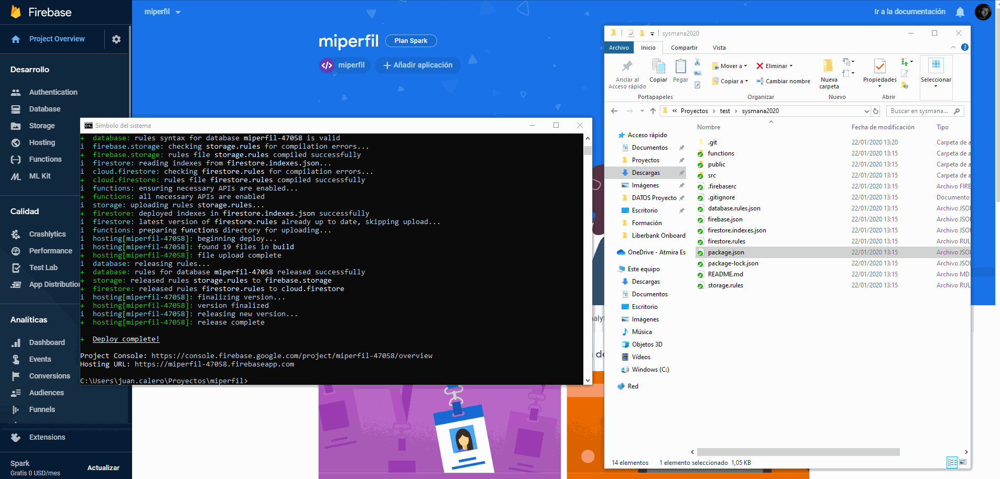 Firebase
Project Overview
Desarrollo
Authentication
Database
Storage
Hosting
Functions
ML Kit
Calidad
Crashlytics
Performance
Test Lab
App Distribution
Analíticas
Dashboard
Events
Conversions
Audiences
Funnels
Extensions
Spark
Gratis 0 USD/mes
Actualizar
miperfil
Ir a la documentación
miperfil
Plan Spark
miperfil
Añadir aplicación
Símbolo del sistema
+ database: rules syntax for database miperfil-47058 is valid
i firebase.storage: checking storage.rules for compilation errors...
+ firebase.storage: rules file storage.rules compiled successfully
i firestore: reading indexes from firestore.indexes.json...
i cloud.firestore: checking firestore.rules for compilation errors...
+ cloud.firestore: rules file firestore.rules compiled successfully
i functions: ensuring necessary APIs are enabled...
+ functions: all necessary APIs are enabled
i storage: uploading rules storage.rules...
+ firestore: deployed indexes in firestore.indexes.json successfully
i firestore: latest version of firestore.rules already up to date, skipping upload...
i functions: preparing functions directory for uploading...
i hosting[miperfil-47058]: beginning deploy...
i hosting[miperfil-47058]: found 19 files in build
+ hosting[miperfil-47058]: file upload complete
i database: releasing rules...
+ database: rules for database miperfil-47058 released successfully
+ storage: released rules storage.rules to firebase.storage
+ firestore: released rules firestore.rules to cloud.firestore
i hosting[miperfil-47058]: finalizing version...
+ hosting[miperfil-47058]: version finalized
i hosting[miperfil-47058]: releasing new version...
+ hosting[miperfil-47058]: release complete
+ Deploy complete!
Project Console: https://console.firebase.google.com/project/miperfil-47058/overview
Hosting URL: https://miperfil-47058.firebaseapp.com
C:\Users\juan.calero\Proyectos\miperfil>
sysmana2020
Archivo Inicio Compartir Vista
Anclar al Acceso rápido
Copiar
Pegar
Mover a
Copiar a
Eliminar
Cambiar nombre
Nueva carpeta
Propiedades
Seleccionar
Portapapeles Organizar Nuevo Abrir
« Proyectos › test › sysmana2020
Buscar en sysmana...
Acceso rápido
Documentos
Proyectos
Descargas
Imágenes
DATOS Proyecto
Escritorio
Formación
Liberbank Onboard
OneDrive - Atmira Es
Este equipo
Descargas
Documentos
Escritorio
Imágenes
Música
Objetos 3D
Vídeos
Windows (C:)
Red
Nombre Fecha de modificación Tipo
.git 22/01/2020 13:20 Carpeta de a
functions 22/01/2020 13:15 Carpeta de a
public 22/01/2020 13:15 Carpeta de a
src 22/01/2020 13:15 Carpeta de a
.firebaserc 22/01/2020 13:15 Archivo FIRE
.gitignore 22/01/2020 13:15 Documento
database.rules.json 22/01/2020 13:15 Archivo JSO
firebase.json 22/01/2020 13:15 Archivo JSO
firestore.indexes.json 22/01/2020 13:15 Archivo JSO
firestore.rules 22/01/2020 13:15 Archivo RUL
package.json 22/01/2020 13:15 Archivo JSO
package-lock.json 22/01/2020 13:15 Archivo JSO
README.md 22/01/2020 13:15 Archivo MD
storage.rules 22/01/2020 13:15 Archivo RUL
14 elementos 1 elemento seleccionado 1,05 KB